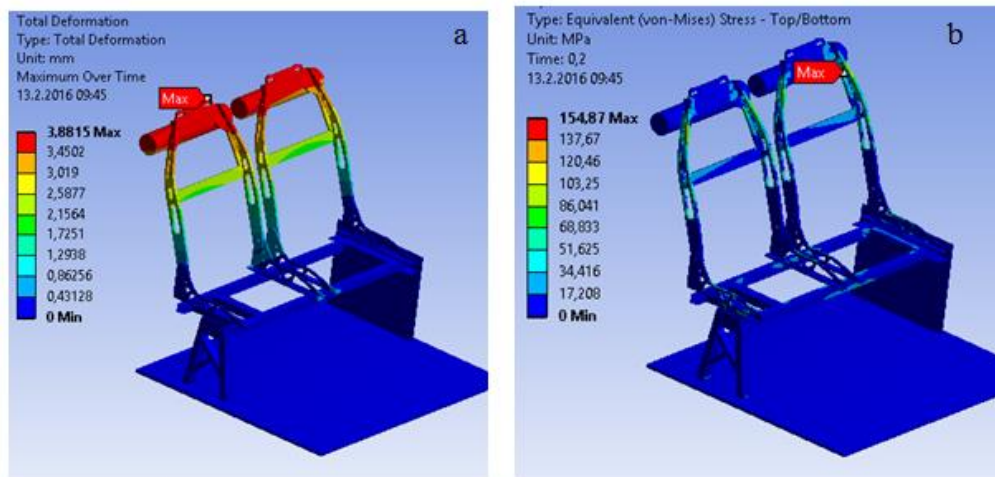 Total Deformation
Type: Total Deformation
Unit: mm
Maximum Over Time
13.2.2016 09:45
a
Max
3,8815 Max
3,4502
3,019
2,5877
2,1564
1,7251
1,2938
0,86256
0,43128
0 Min
Type: Equivalent (von-Mises) Stress - Top/Bottom
Unit: MPa
Time: 0,2
13.2.2016 09:45
b
Max
154,87 Max
137,67
120,46
103,25
86,041
68,833
51,625
34,416
17,208
0 Min